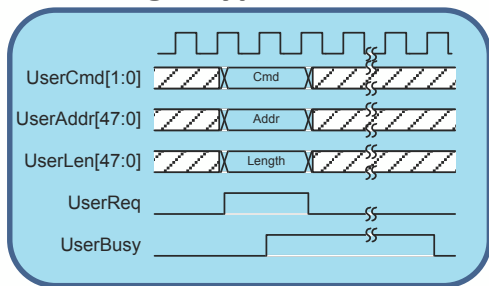 UserCmd[1:0]
Cmd
UserAddr[47:0]
Addr
UserLen[47:0]
Length
UserReq
UserBusy